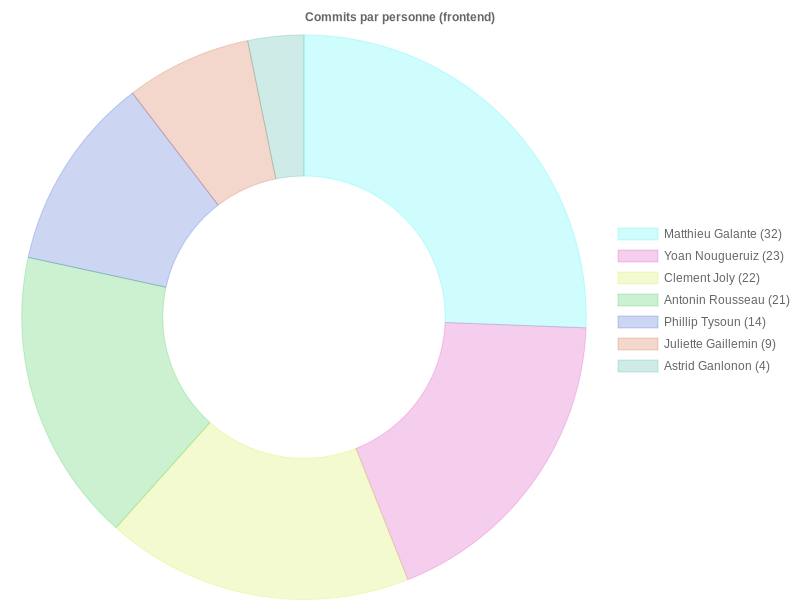 Commits par personne (frontend)
Matthieu Galante (32)
Yoan Nougueruiz (23)
Clement Joly (22)
Antonin Rousseau (21)
Phillip Tysoun (14)
Juliette Gaillemin (9)
Astrid Ganlonon (4)